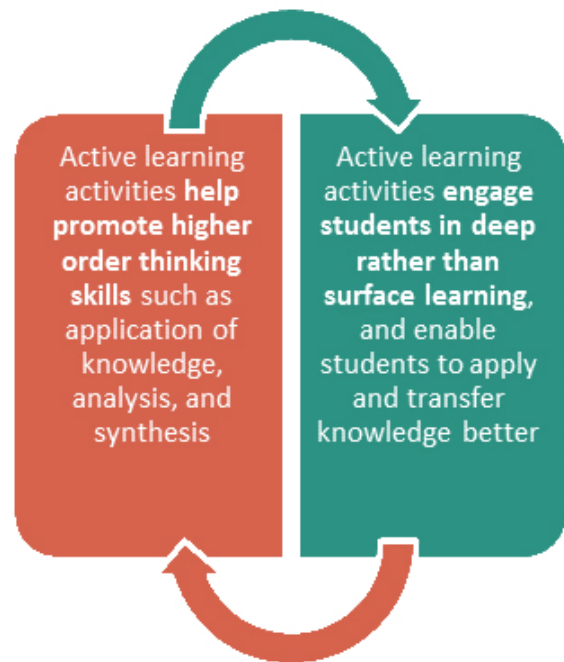 Active learning
activities help
promote higher
order thinking
skills such as
application of
knowledge,
analysis, and
synthesis
Active learning
activities engage
students in deep
rather than
surface learning,
and enable
students to apply
and transfer
knowledge better